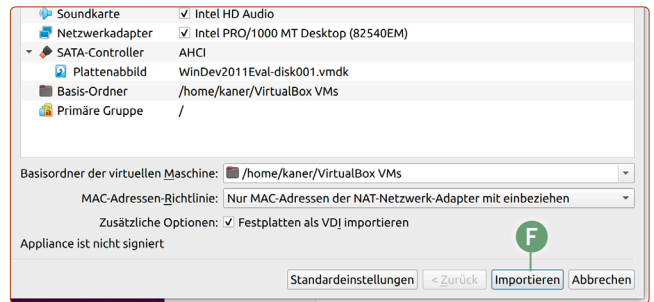 Soundkarte Intel HD Audio
Netzwerkadapter Intel PRO/1000 MT Desktop (82540EM)
SATA-Controller AHCI
Plattenabbild WinDev2011Eval-disk001.vmdk
Basis-Ordner /home/kaner/VirtualBox VMs
Primäre Gruppe /
Basisordner der virtuellen Maschine: /home/kaner/VirtualBox VMs
MAC-Adressen-Richtlinie: Nur MAC-Adressen der NAT-Netzwerk-Adapter mit einbeziehen
Zusätzliche Optionen: Festplatten als VDI importieren
F
Appliance ist nicht signiert
Standardeinstellungen < Zurück Importieren Abbrechen